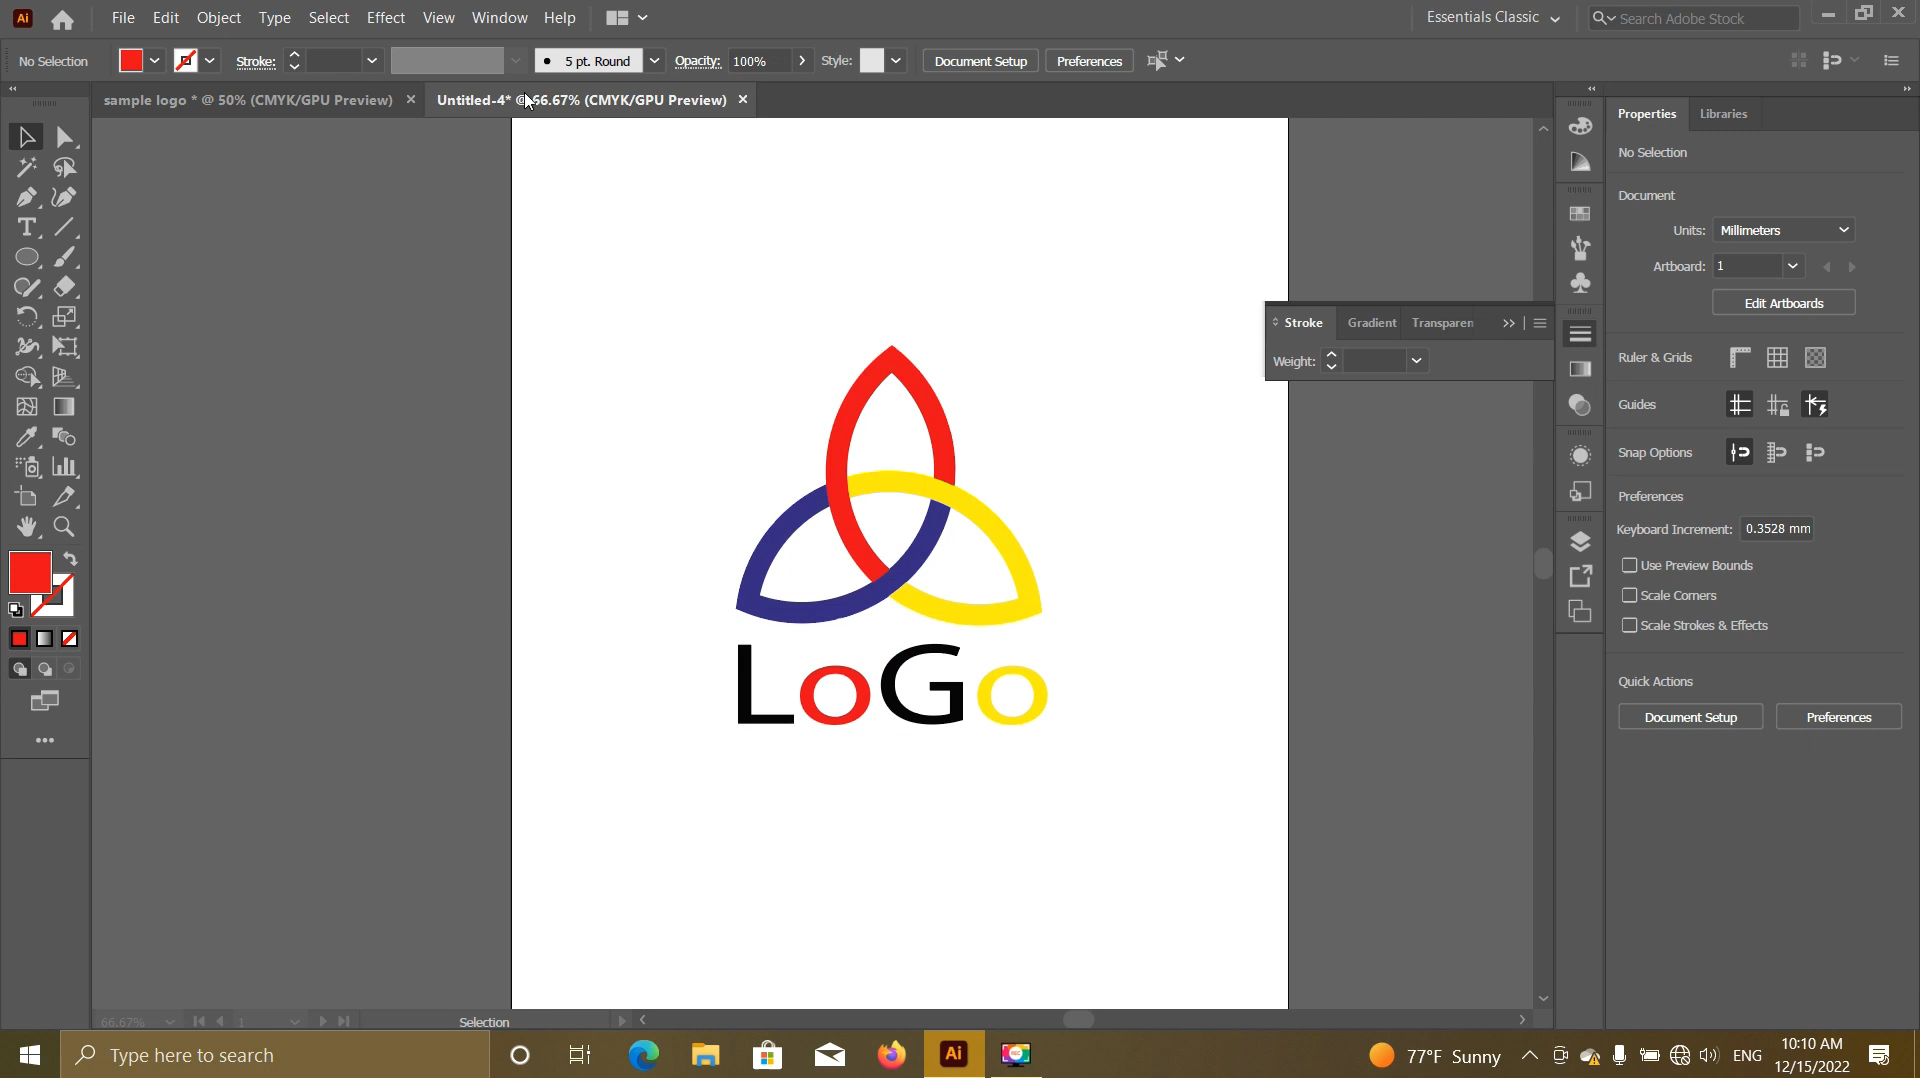 Ai File Edit Object Type Select Effect View Window Help Essentials Classic Search Adobe Stock
No Selection Stroke: 5 pt. Round Opacity: 100% Style: Document Setup Preferences
sample logo * @ 50% (CMYK/GPU Preview) Untitled-4* @ 66.67% (CMYK/GPU Preview)
Properties Libraries
No Selection
Document
Units: Millimeters
Artboard: 1
Edit Artboards
Stroke Gradient Transparen
Weight:
Ruler & Grids
Guides
Snap Options
Preferences
Keyboard Increment: 0.3528 mm
Use Preview Bounds
Scale Corners
Scale Strokes & Effects
Quick Actions
Document Setup Preferences
T
LoGo
66.67% 1 Selection
Type here to search Ai REC 77°F Sunny ENG 10:10 AM
12/15/2022